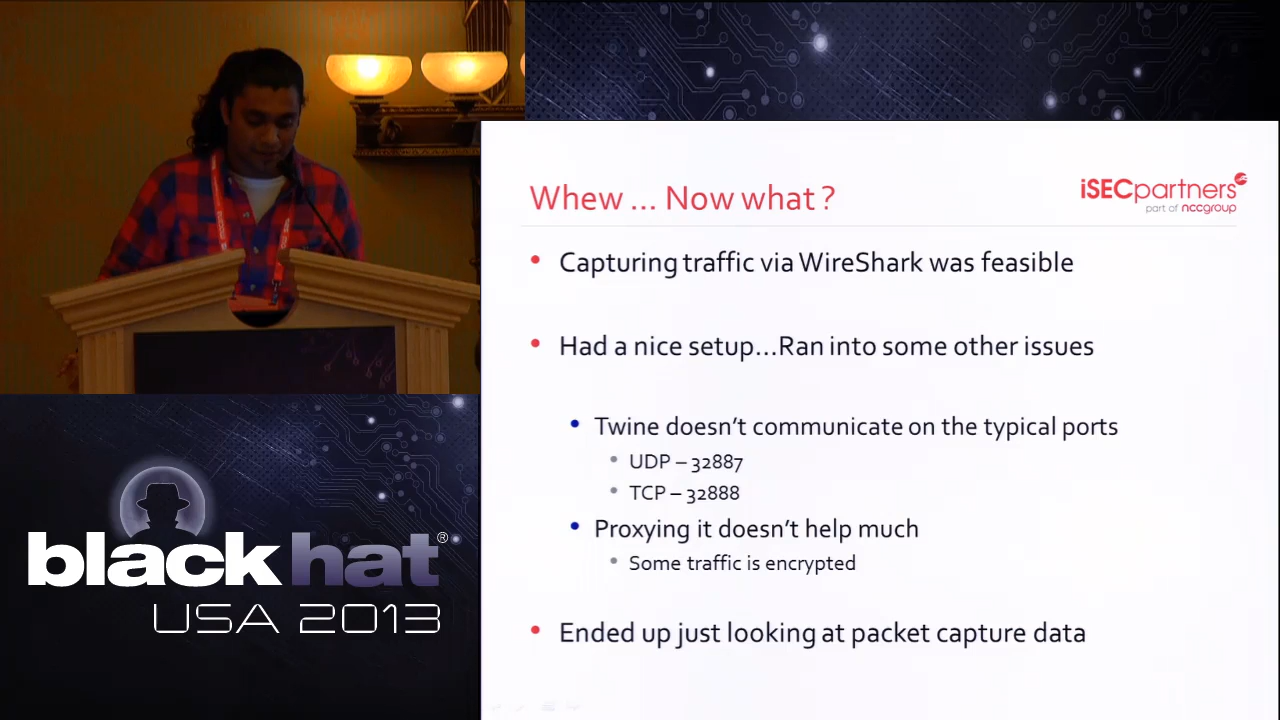 Whew ... Now what ?
iSECpartners
part of nccgroup
• Capturing traffic via WireShark was feasible
• Had a nice setup...Ran into some other issues
• Twine doesn't communicate on the typical ports
• UDP – 32887
• TCP – 32888
• Proxying it doesn't help much
• Some traffic is encrypted
• Ended up just looking at packet capture data
blackhat®
USA 2013